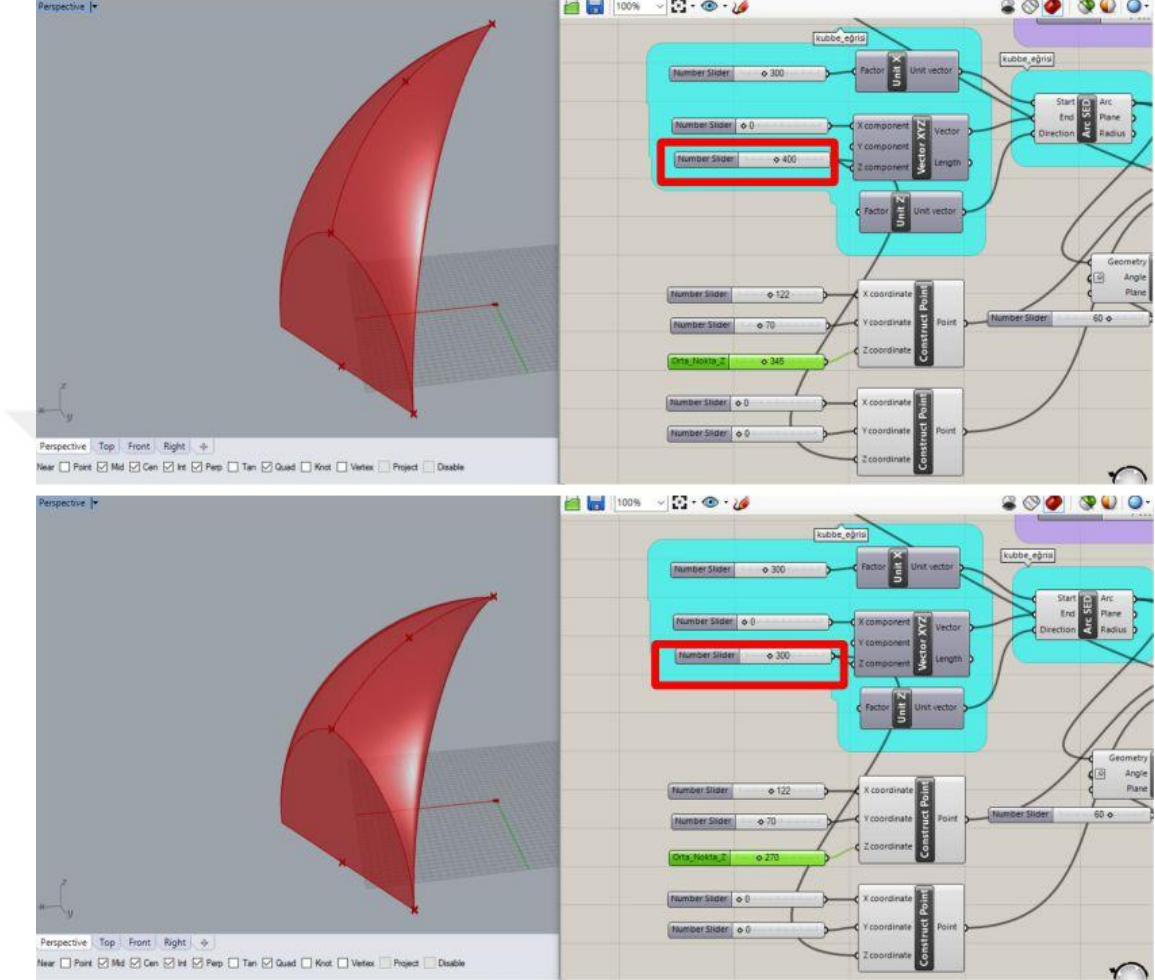 Perspective
100%
kubbe_eğrisi
kubbe_eğrisi
Number Slider 300
Factor Unit X Unit vector
Start End Direction Arc SED Arc Plane Radius
Number Slider 0
X component Y component Z component Vector XYZ Vector Length
Number Slider 400
Factor Unit Z Unit vector
Geometry Angle Plane
Number Slider 122
X coordinate Y coordinate Z coordinate Construct Point Point
Number Slider 60
Number Slider 70
Orta_Nokta_Z 345
Number Slider 0
X coordinate Y coordinate Z coordinate Construct Point Point
Number Slider 0
z
x
y
Perspective Top Front Right
Near Point Mid Cen Int Perp Tan Quad Knot Vertex Project Disable
Perspective
100%
kubbe_eğrisi
kubbe_eğrisi
Number Slider 300
Factor Unit X Unit vector
Start End Direction Arc SED Arc Plane Radius
Number Slider 0
X component Y component Z component Vector XYZ Vector Length
Number Slider 300
Factor Unit Z Unit vector
Geometry Angle Plane
Number Slider 122
X coordinate Y coordinate Z coordinate Construct Point Point
Number Slider 60
Number Slider 70
Orta_Nokta_Z 270
Number Slider 0
X coordinate Y coordinate Z coordinate Construct Point Point
Number Slider 0
z
x
y
Perspective Top Front Right
Near Point Mid Cen Int Perp Tan Quad Knot Vertex Project Disable